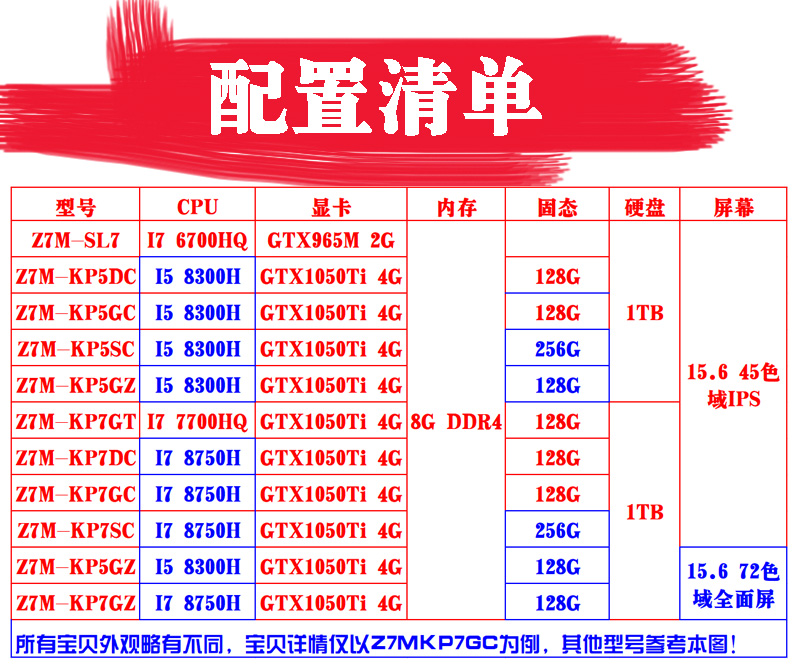 配置清单
型号 CPU 显卡 内存 固态 硬盘 屏幕
Z7M-SL7 I7 6700HQ GTX965M 2G
Z7M-KP5DC I5 8300H GTX1050Ti 4G 128G
Z7M-KP5GC I5 8300H GTX1050Ti 4G 128G 1TB
Z7M-KP5SC I5 8300H GTX1050Ti 4G 256G
Z7M-KP5GZ I5 8300H GTX1050Ti 4G 128G
15.6 45色
域IPS
Z7M-KP7GT I7 7700HQ GTX1050Ti 4G 8G DDR4 128G
Z7M-KP7DC I7 8750H GTX1050Ti 4G 128G
Z7M-KP7GC I7 8750H GTX1050Ti 4G 128G
1TB
Z7M-KP7SC I7 8750H GTX1050Ti 4G 256G
Z7M-KP5GZ I5 8300H GTX1050Ti 4G 128G
15.6 72色
域全面屏
Z7M-KP7GZ I7 8750H GTX1050Ti 4G 128G
所有宝贝外观略有不同，宝贝详情仅以Z7MKP7GC为例，其他型号参考本图！